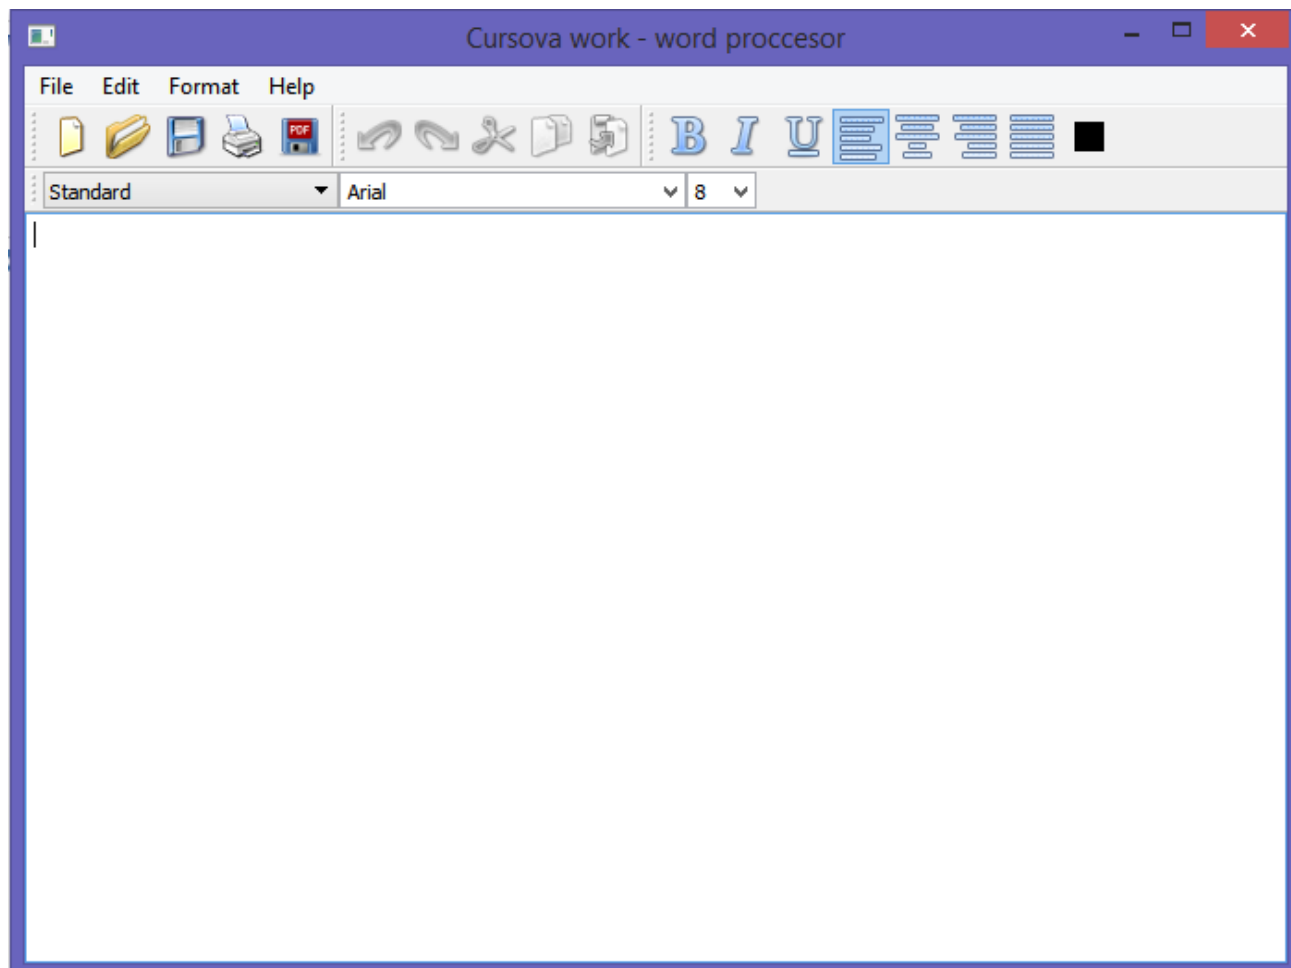 Cursova work - word proccesor
File Edit Format Help
PDF
B I U
Standard Arial 8